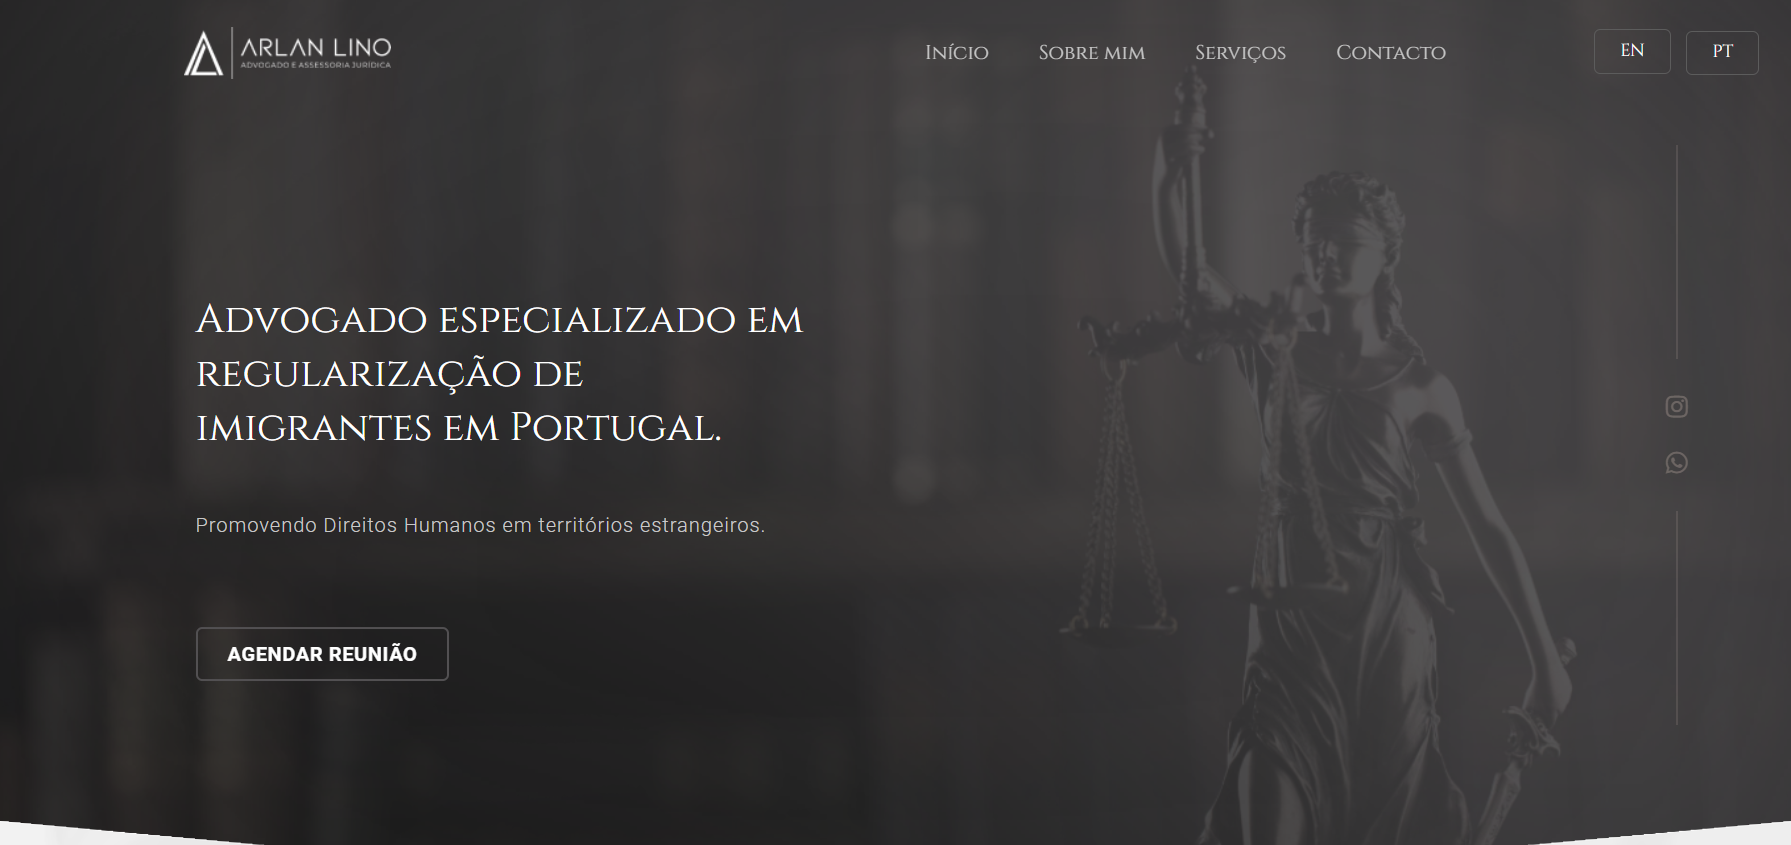 ARLAN LINO
ADVOGADO E ASSESSORIA JURÍDICA
Início
Sobre mim
Serviços
Contacto
EN
PT
Advogado especializado em
regularização de
imigrantes em Portugal.
Promovendo Direitos Humanos em territórios estrangeiros.
AGENDAR REUNIÃO